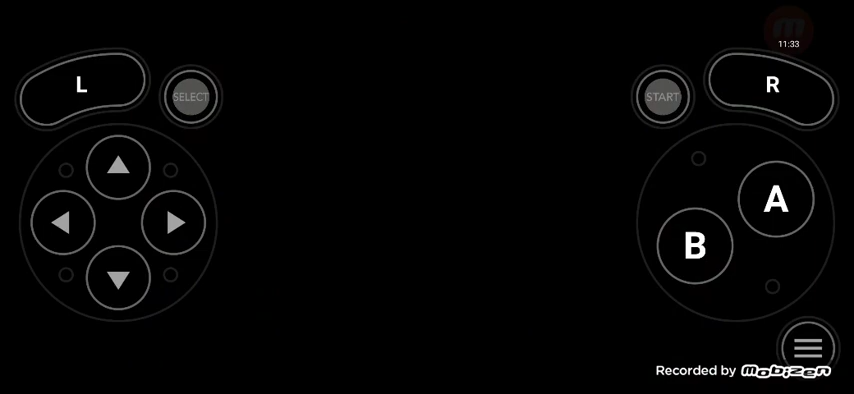 11:33
L
SELECT
START
R
A
B
Recorded by Mobizen